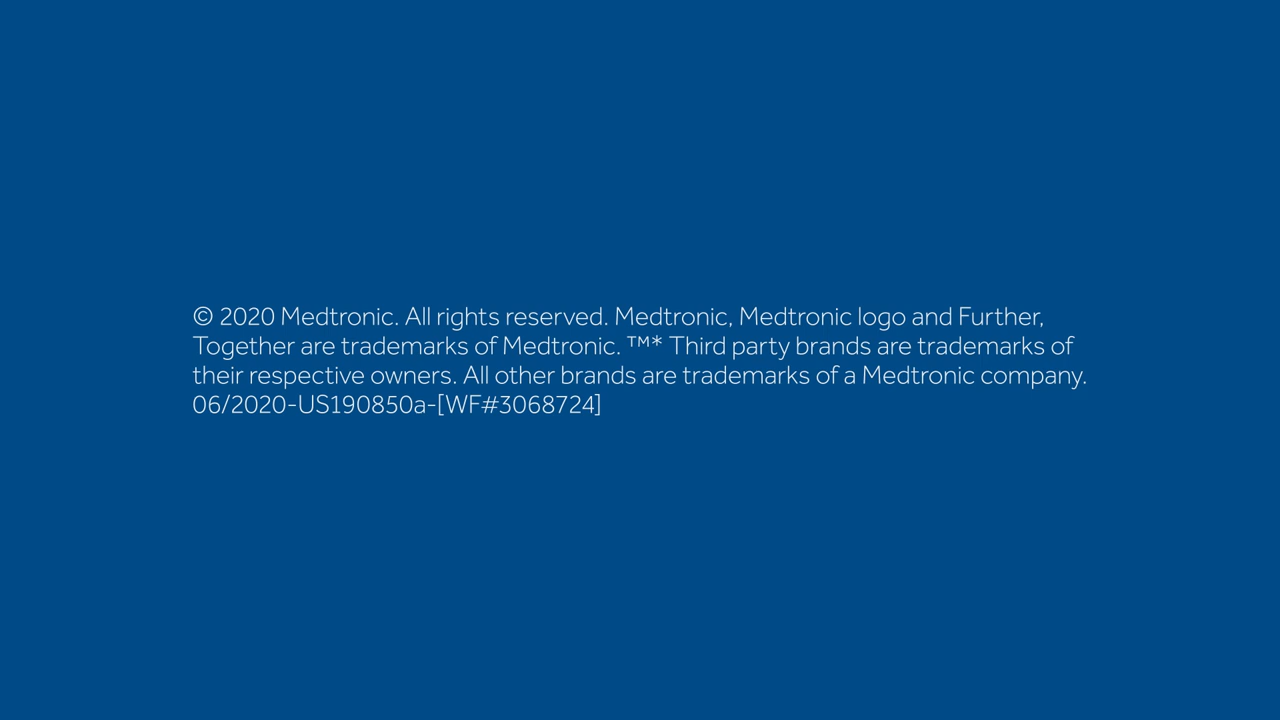 © 2020 Medtronic. All rights reserved. Medtronic, Medtronic logo and Further,
Together are trademarks of Medtronic. ™* Third party brands are trademarks of
their respective owners. All other brands are trademarks of a Medtronic company.
06/2020-US190850a-[WF#3068724]